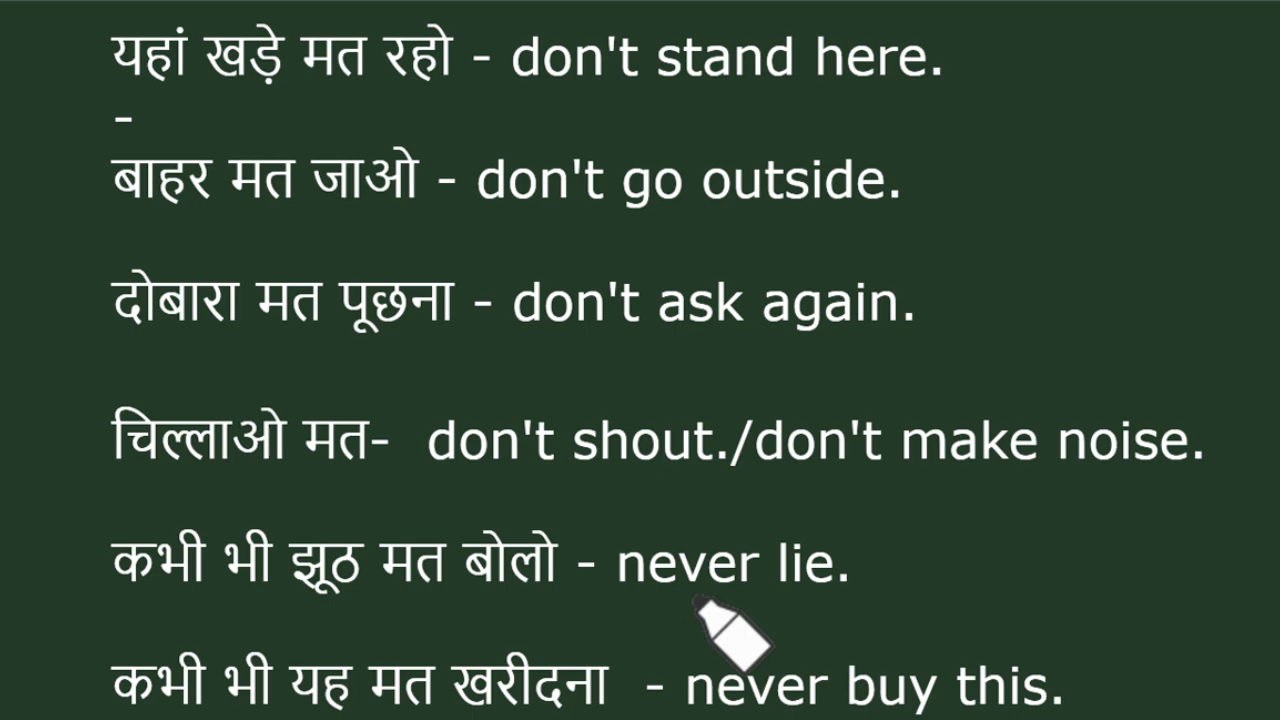 यहां खड़े मत रहो - don't stand here.
-
बाहर मत जाओ - don't go outside.
दोबारा मत पूछना - don't ask again.
चिल्लाओ मत-  don't shout./don't make noise.
कभी भी झूठ मत बोलो - never lie.
कभी भी यह मत खरीदना  - never buy this.